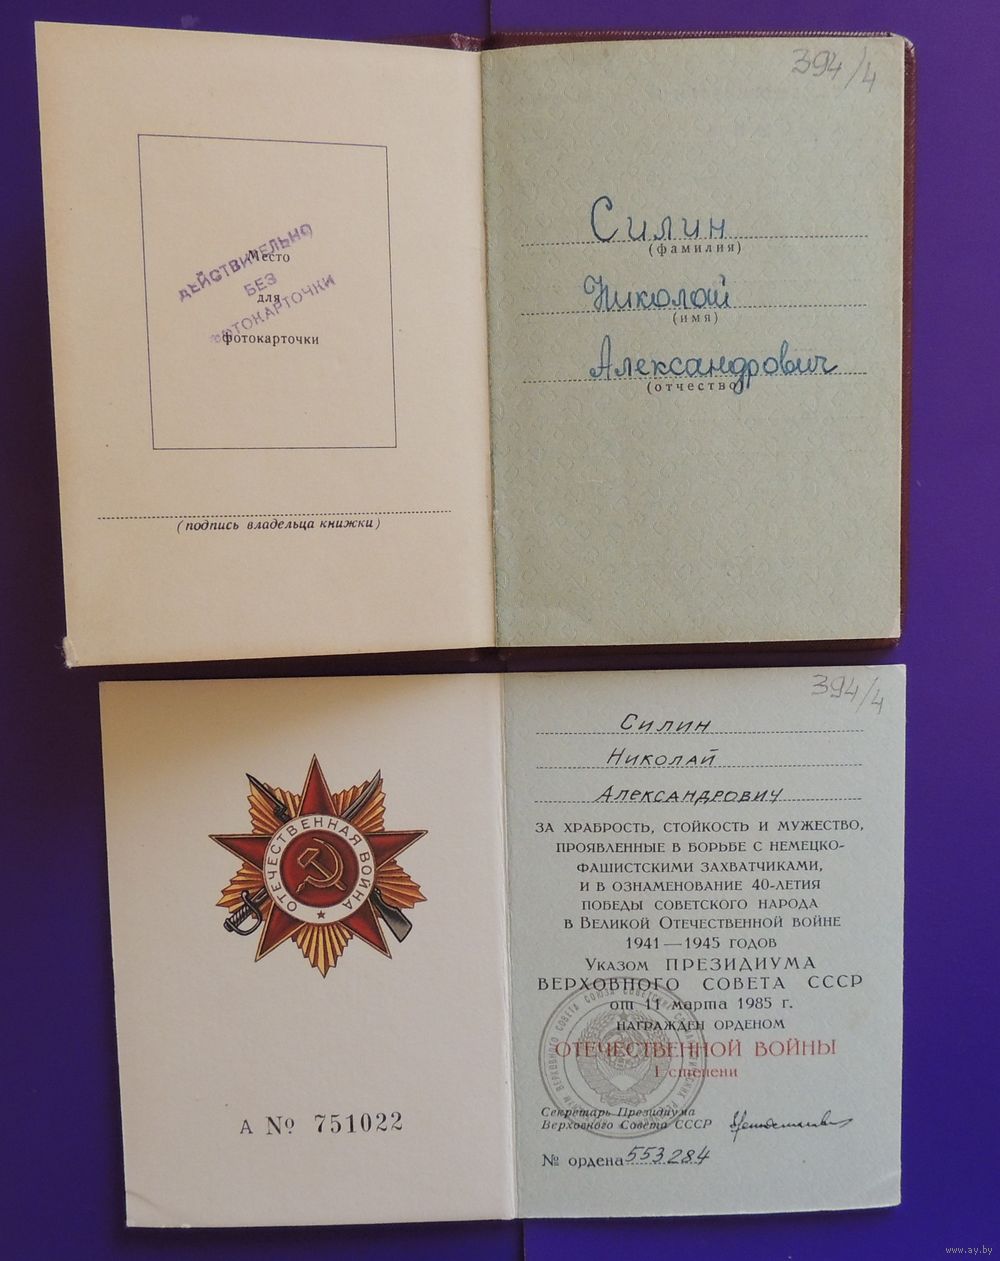 394/4
ДЕЙСТВИТЕЛЬНО
БЕЗ
ФОТОКАРТОЧКИ
Место
для
фотокарточки
(подпись владельца книжки)
Силин
(фамилия)
Николай
(имя)
Александрович
(отчество)
394/4
ОТЕЧЕСТВЕННАЯ ВОЙНА
А № 751022
Силин
Николай
Александрович
ЗА ХРАБРОСТЬ, СТОЙКОСТЬ И МУЖЕСТВО,
ПРОЯВЛЕННЫЕ В БОРЬБЕ С НЕМЕЦКО-
ФАШИСТСКИМИ ЗАХВАТЧИКАМИ,
И В ОЗНАМЕНОВАНИЕ 40-ЛЕТИЯ
ПОБЕДЫ СОВЕТСКОГО НАРОДА
В ВЕЛИКОЙ ОТЕЧЕСТВЕННОЙ ВОЙНЕ
1941—1945 ГОДОВ
УКАЗОМ ПРЕЗИДИУМА
ВЕРХОВНОГО СОВЕТА СССР
от 11 марта 1985 г.
НАГРАЖДЕН ОРДЕНОМ
ОТЕЧЕСТВЕННОЙ ВОЙНЫ
I степени
Секретарь Президиума
Верховного Совета СССР
№ ордена 553284
www.ay.by